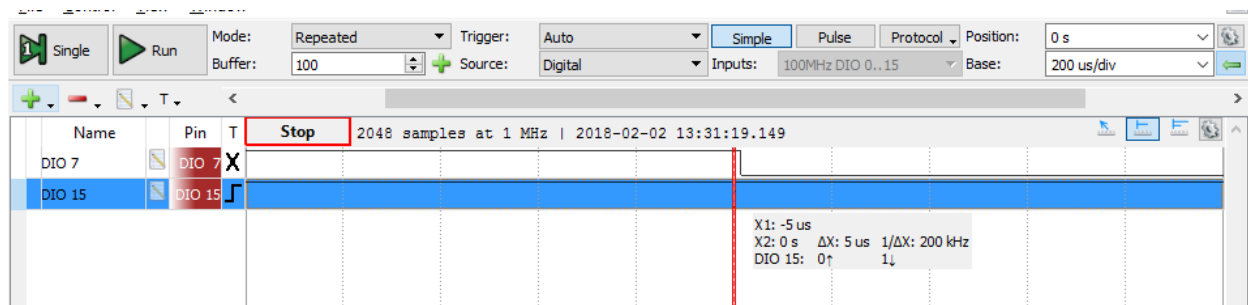 Single Run Mode: Repeated Trigger: Auto Simple Pulse Protocol Position: 0 s
Buffer: 100 Source: Digital Inputs: 100MHz DIO 0..15 Base: 200 us/div
T
Name Pin T Stop 2048 samples at 1 MHz | 2018-02-02 13:31:19.149
DIO 7 DIO 7 X
DIO 15 DIO 15
X1: -5 us
X2: 0 s ΔX: 5 us 1/ΔX: 200 kHz
DIO 15: 0↑ 1↓